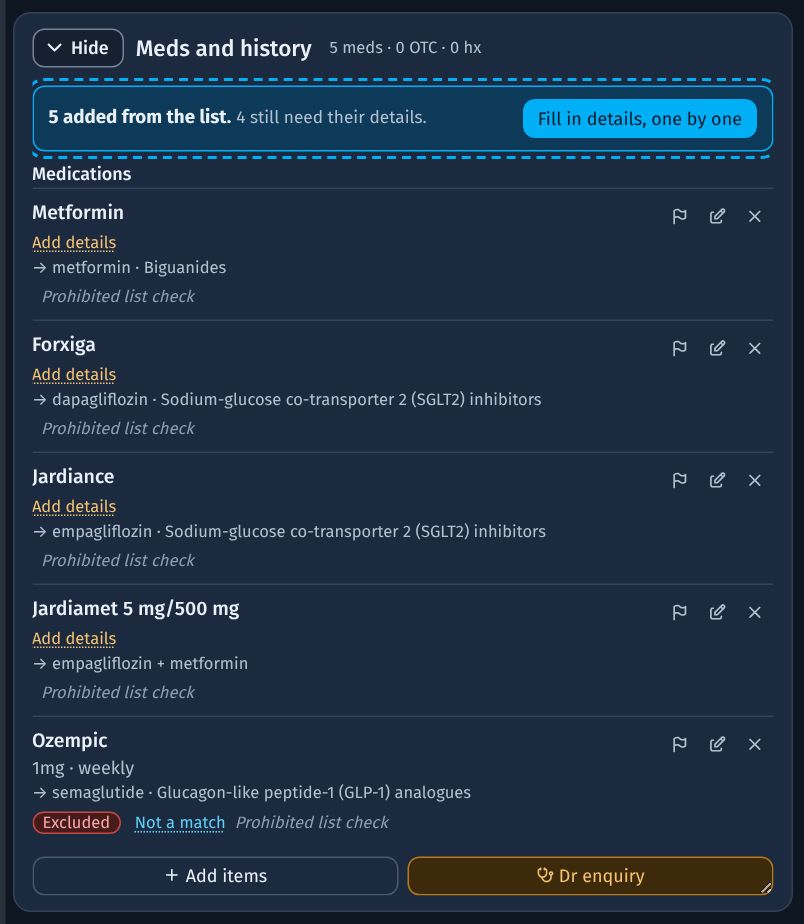 Hide Meds and history 5 meds · 0 OTC · 0 hx
5 added from the list. 4 still need their details. Fill in details, one by one
Medications
Metformin
Add details
→ metformin · Biguanides
Prohibited list check
Forxiga
Add details
→ dapagliflozin · Sodium-glucose co-transporter 2 (SGLT2) inhibitors
Prohibited list check
Jardiance
Add details
→ empagliflozin · Sodium-glucose co-transporter 2 (SGLT2) inhibitors
Prohibited list check
Jardiamet 5 mg/500 mg
Add details
→ empagliflozin + metformin
Prohibited list check
Ozempic
1mg · weekly
→ semaglutide · Glucagon-like peptide-1 (GLP-1) analogues
Excluded Not a match Prohibited list check
+ Add items Dr enquiry